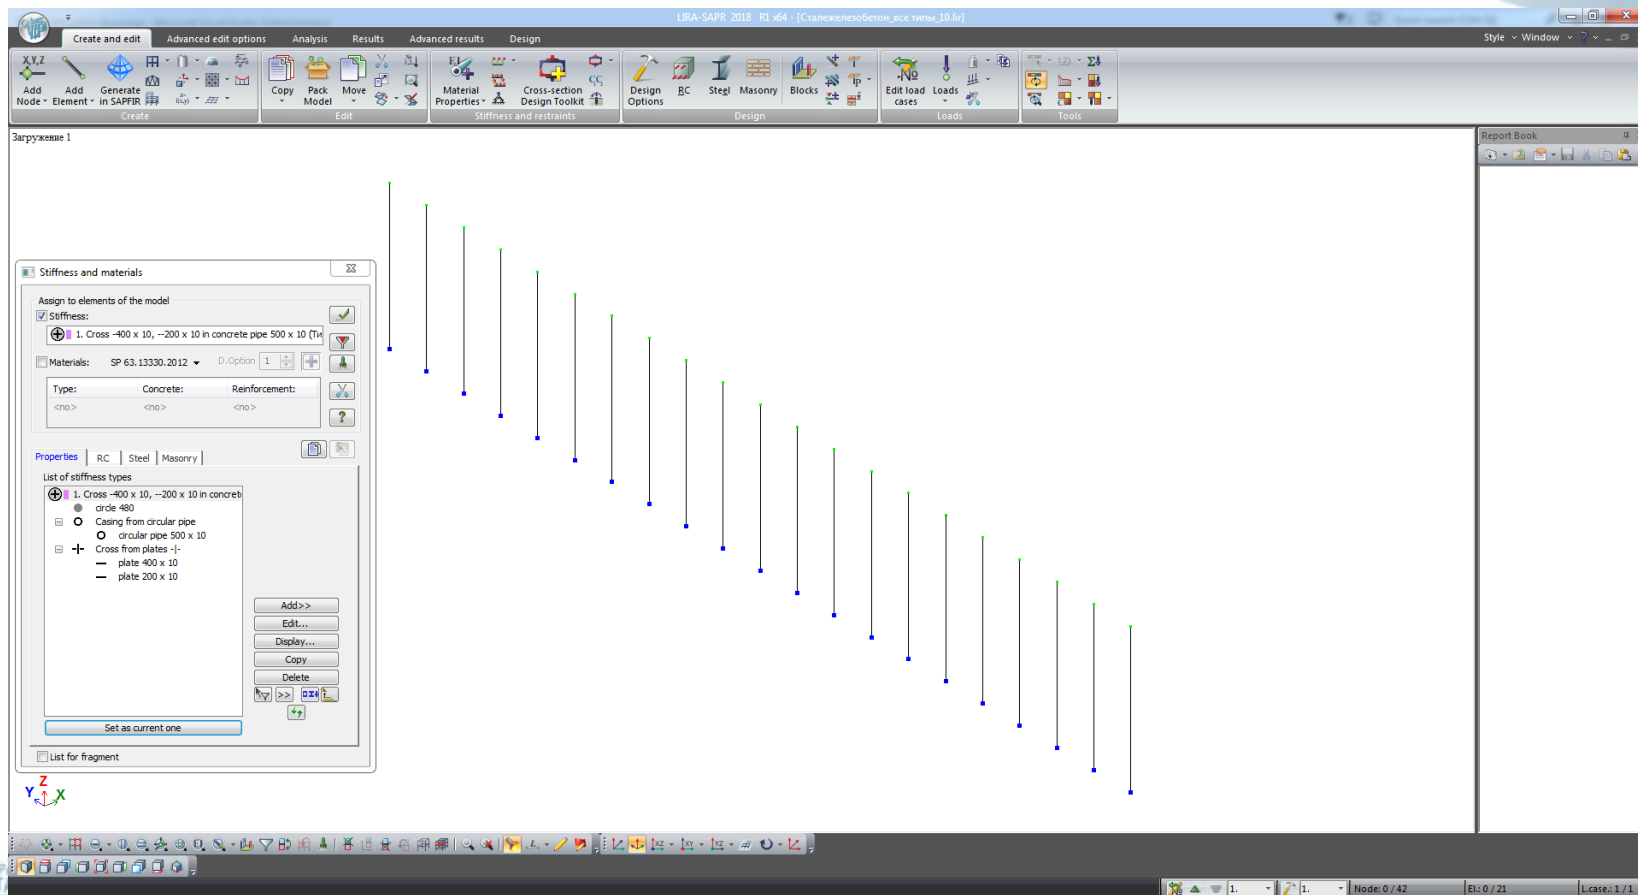 LIRA-SAPR 2018 R1 x64 - [Сталежелезобетон_все типы_10.lir]
Create and edit Advanced edit options Analysis Results Advanced results Design Style Window
X,Y,Z
Add Node
Add Element
Generate in SAPFIR
Copy
Pack Model
Move
Material Properties
Cross-section Design Toolkit
Design Options
RC
Steel
Masonry
Blocks
Edit load cases
Loads
Create Edit Stiffness and restraints Design Loads Tools
Загружение 1
Report Book
Stiffness and materials
Assign to elements of the model
Stiffness:
1. Cross -400 x 10, --200 x 10 in concrete pipe 500 x 10 (Ти
Materials: SP 63.13330.2012 D.Option 1
Type: Concrete: Reinforcement:
<no> <no> <no>
Properties RC Steel Masonry
List of stiffness types
1. Cross -400 x 10, --200 x 10 in concret
circle 480
Casing from circular pipe
circular pipe 500 x 10
Cross from plates -|-
plate 400 x 10
plate 200 x 10
Add>>
Edit...
Display...
Copy
Delete
>>
Set as current one
List for fragment
Z
Y X
XZ XY YZ
1. 1. Node: 0 / 42 El.: 0 / 21 L.case.: 1 / 1